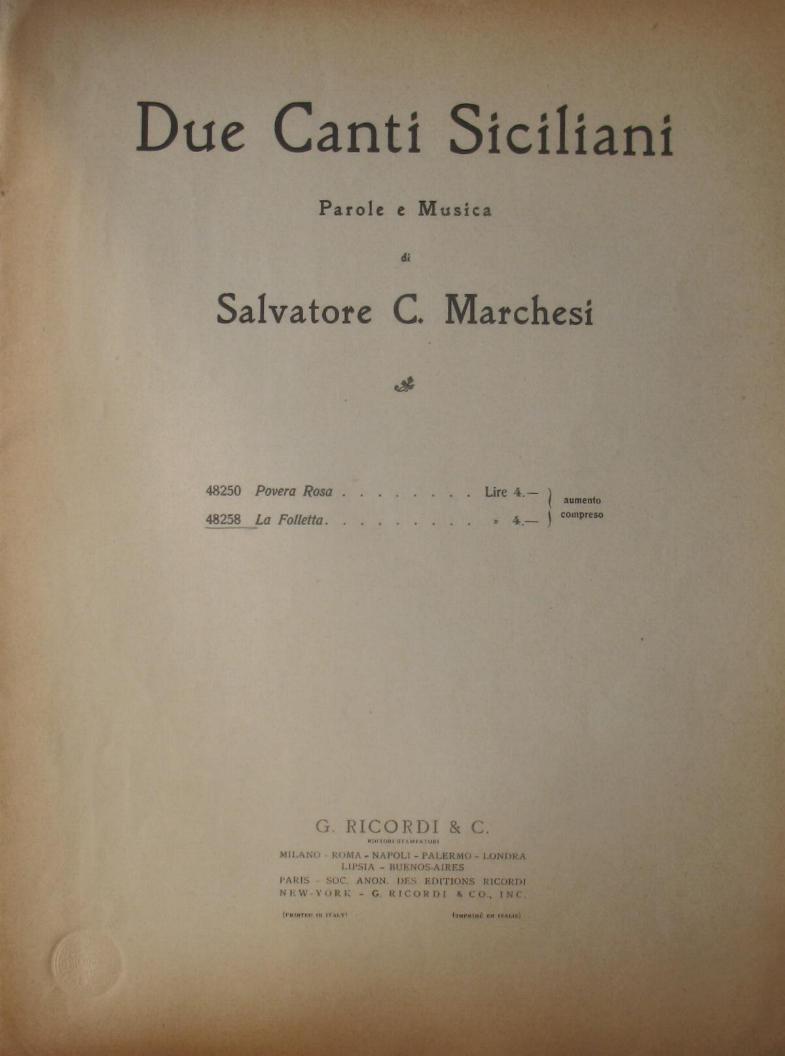 Due Canti Siciliani
Parole e Musica
di
Salvatore C. Marchesi
48250 Povera Rosa . . . . . . . . Lire 4.—
48258 La Folletta. . . . . . . . . . » 4.—
aumento
compreso
G. RICORDI & C.
EDITORI-STAMPATORI
MILANO - ROMA - NAPOLI - PALERMO - LONDRA
LIPSIA - BUENOS-AIRES
PARIS - SOC. ANON. DES EDITIONS RICORDI
NEW-YORK - G. RICORDI & CO., INC.
(PRINTED IN ITALY) (IMPRIMÉ EN ITALIE)